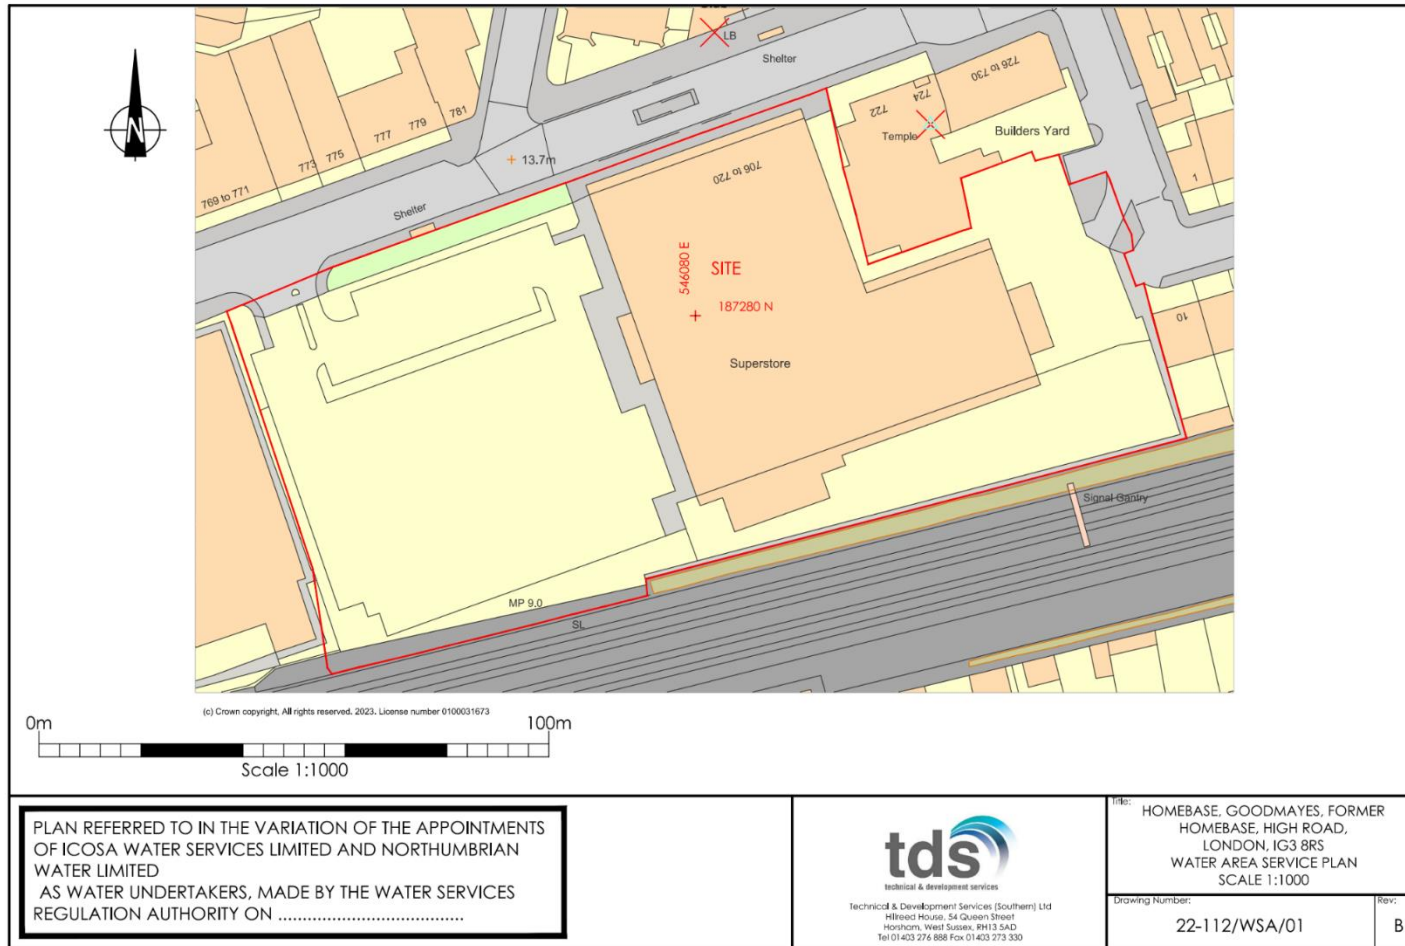 LB
Shelter
726 to 730
724
722
Temple
Builders Yard
781
779
777
775
773
769 to 771
13.7m
706 to 720
Shelter
1
546080 E
SITE
187280 N
10
Superstore
Signal Gantry
MP 9.0
SL
N
(c) Crown copyright, All rights reserved. 2023. License number 0100031673
0m
100m
Scale 1:1000
PLAN REFERRED TO IN THE VARIATION OF THE APPOINTMENTS
OF ICOSA WATER SERVICES LIMITED AND NORTHUMBRIAN
WATER LIMITED
AS WATER UNDERTAKERS, MADE BY THE WATER SERVICES
REGULATION AUTHORITY ON .....................................
tds
technical & development services
Technical & Development Services (Southern) Ltd
Hilreed House, 54 Queen Street
Horsham, West Sussex, RH13 5AD
Tel 01403 276 888 Fax 01403 273 330
Title:
HOMEBASE, GOODMAYES, FORMER
HOMEBASE, HIGH ROAD,
LONDON, IG3 8RS
WATER AREA SERVICE PLAN
SCALE 1:1000
Drawing Number:
22-112/WSA/01
Rev:
B